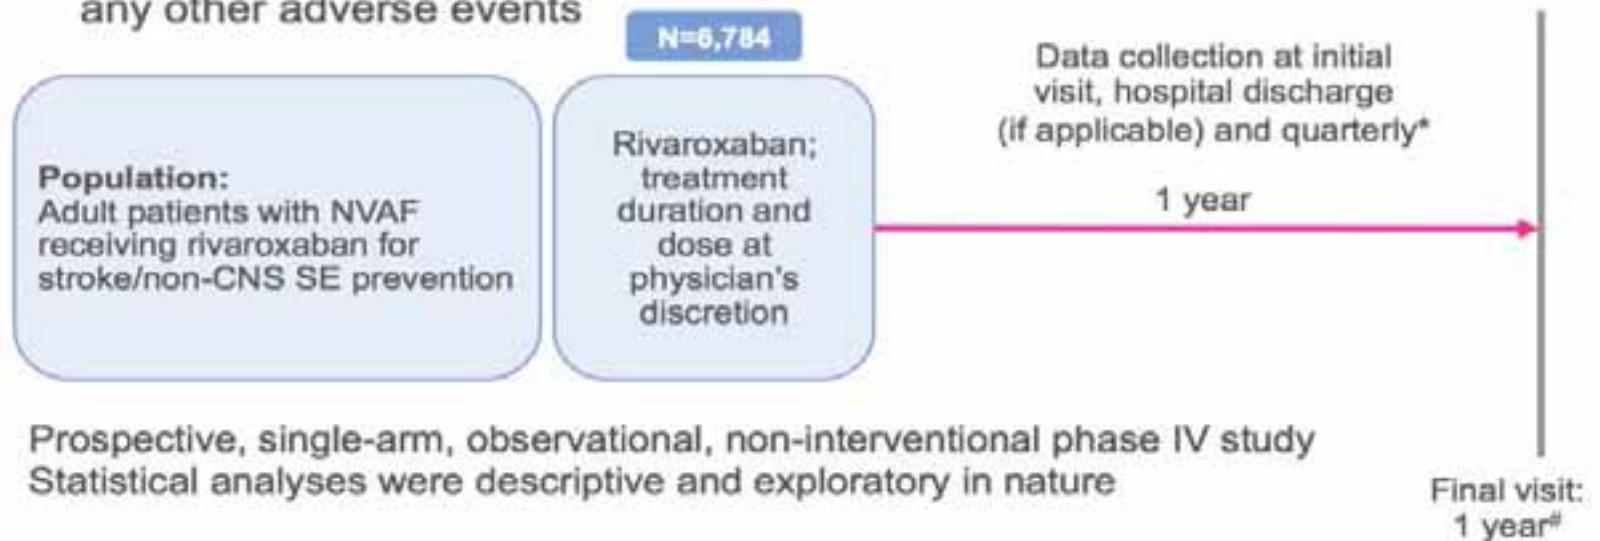 any other adverse events
N=6,784
Population:
Adult patients with NVAF
receiving rivaroxaban for
stroke/non-CNS SE prevention
Rivaroxaban;
treatment
duration and
dose at
physician's
discretion
Data collection at initial
visit, hospital discharge
(if applicable) and quarterly*
1 year
Prospective, single-arm, observational, non-interventional phase IV study
Statistical analyses were descriptive and exploratory in nature
Final visit:
1 year#